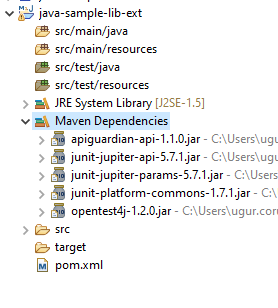 java-sample-lib-ext
src/main/java
src/main/resources
src/test/java
src/test/resources
JRE System Library [J2SE-1.5]
Maven Dependencies
apiguardian-api-1.1.0.jar - C:\Users\ugur
junit-jupiter-api-5.7.1.jar - C:\Users\ugur.
junit-jupiter-params-5.7.1.jar - C:\Users\
junit-platform-commons-1.7.1.jar - C:\
opentest4j-1.2.0.jar - C:\Users\ugur.coru
src
target
pom.xml